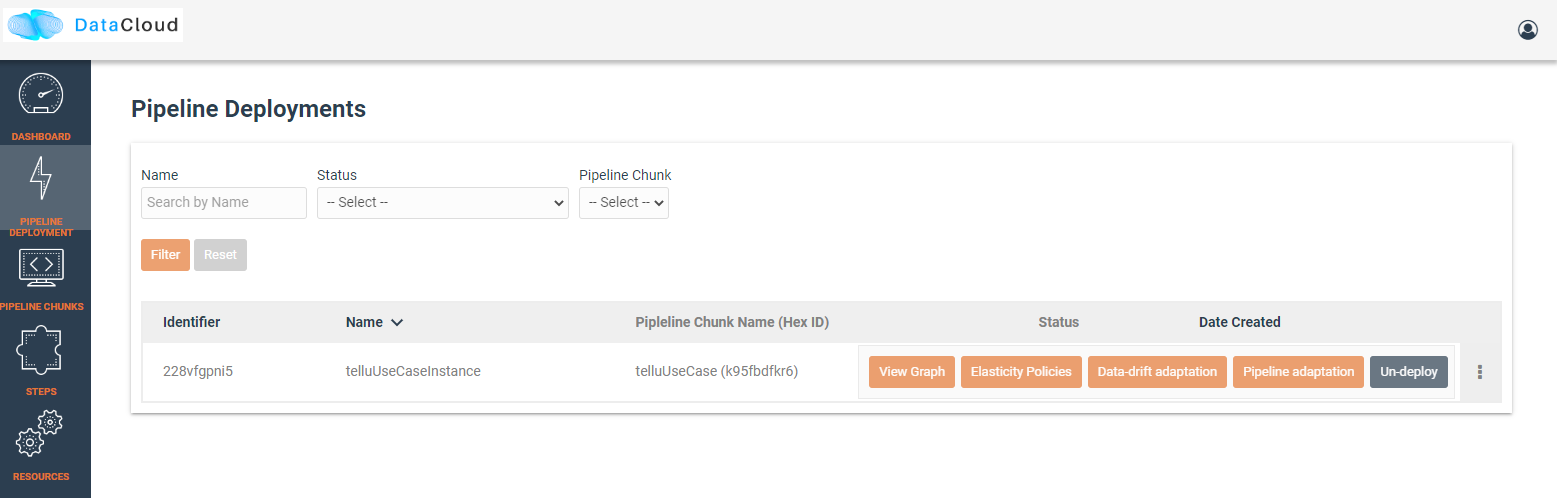 DataCloud
DASHBOARD
PIPELINE
DEPLOYMENT
PIPELINE CHUNKS
STEPS
RESOURCES
Pipeline Deployments
Name Status Pipeline Chunk
Search by Name -- Select -- -- Select --
Filter Reset
Identifier Name Pipleline Chunk Name (Hex ID) Status Date Created
228vfgpni5 telluUseCaseInstance telluUseCase (k95fbdfkr6) View Graph Elasticity Policies Data-drift adaptation Pipeline adaptation Un-deploy